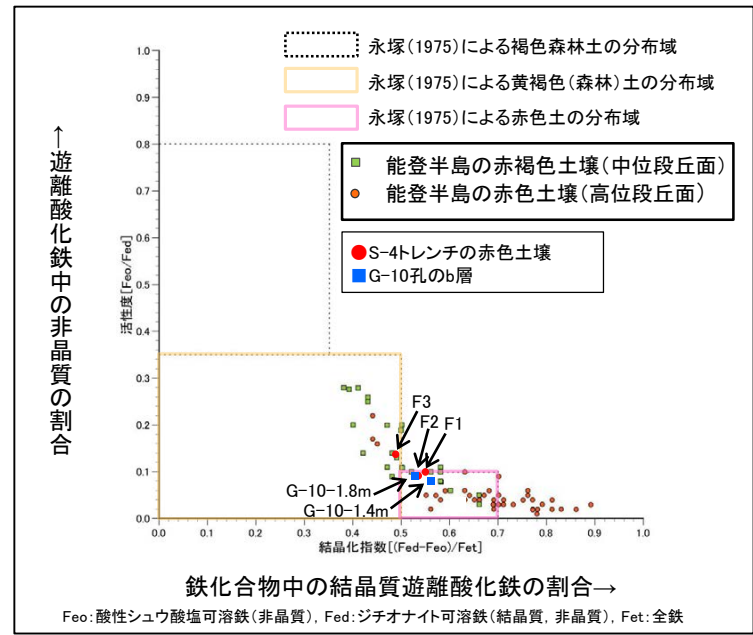 永塚(1975)による褐色森林土の分布域
永塚(1975)による黄褐色(森林)土の分布域
永塚(1975)による赤色土の分布域
能登半島の赤褐色土壌(中位段丘面)
能登半島の赤色土壌(高位段丘面)
S-4トレンチの赤色土壌
G-10孔のb層
←遊離酸化鉄中の非晶質の割合
活性度[Feo/Fed]
1.0
0.9
0.8
0.7
0.6
0.5
0.4
0.3
0.2
0.1
0.0
F3
F2
F1
G-10-1.8m
G-10-1.4m
0.0 0.1 0.2 0.3 0.4 0.5 0.6 0.7 0.8 0.9 1.0
結晶化指数[(Fed-Feo)/Fet]
鉄化合物中の結晶質遊離酸化鉄の割合→
Feo:酸性シュウ酸塩可溶鉄(非晶質), Fed:ジチオナイト可溶鉄(結晶質, 非晶質), Fet:全鉄